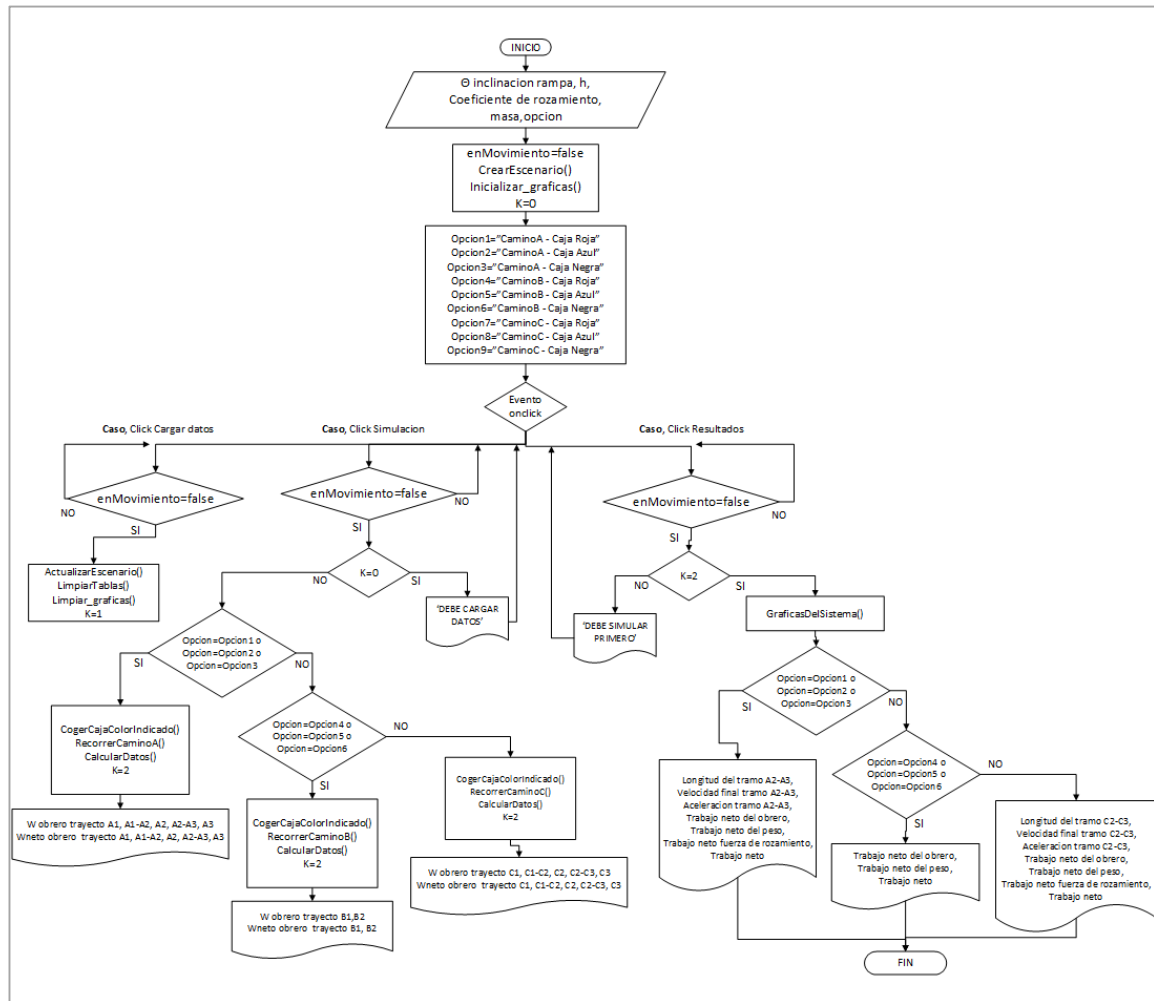 INICIO
Θ inclinacion rampa, h,
Coeficiente de rozamiento,
masa, opcion
enMovimiento=false
CrearEscenario()
Inicializar_graficas()
K=0
Opcion1="CaminoA - Caja Roja"
Opcion2="CaminoA - Caja Azul"
Opcion3="CaminoA - Caja Negra"
Opcion4="CaminoB - Caja Roja"
Opcion5="CaminoB - Caja Azul"
Opcion6="CaminoB - Caja Negra"
Opcion7="CaminoC - Caja Roja"
Opcion8="CaminoC - Caja Azul"
Opcion9="CaminoC - Caja Negra"
Evento
onclick
Caso, Click Cargar datos
enMovimiento=false
NO
SI
ActualizarEscenario()
LimpiarTablas()
Limpiar_graficas()
K=1
Caso, Click Simulacion
enMovimiento=false
NO
SI
K=0
NO
SI
'DEBE CARGAR
DATOS'
Opcion=Opcion1 o
Opcion=Opcion2 o
Opcion=Opcion3
SI
NO
CogerCajaColorIndicado()
RecorrerCaminoA()
CalcularDatos()
K=2
W obrero trayecto A1, A1-A2, A2, A2-A3, A3
Wneto obrero trayecto A1, A1-A2, A2, A2-A3, A3
Opcion=Opcion4 o
Opcion=Opcion5 o
Opcion=Opcion6
NO
SI
CogerCajaColorIndicado()
RecorrerCaminoB()
CalcularDatos()
K=2
W obrero trayecto B1,B2
Wneto obrero trayecto B1, B2
CogerCajaColorIndicado()
RecorrerCaminoC()
CalcularDatos()
K=2
W obrero trayecto C1, C1-C2, C2, C2-C3, C3
Wneto obrero trayecto C1, C1-C2, C2, C2-C3, C3
Caso, Click Resultados
enMovimiento=false
NO
SI
K=2
NO
SI
'DEBE SIMULAR
PRIMERO'
GraficasDelSistema()
Opcion=Opcion1 o
Opcion=Opcion2 o
Opcion=Opcion3
SI
NO
Longitud del tramo A2-A3,
Velocidad final tramo A2-A3,
Aceleracion tramo A2-A3,
Trabajo neto del obrero,
Trabajo neto del peso,
Trabajo neto fuerza de rozamiento,
Trabajo neto
Opcion=Opcion4 o
Opcion=Opcion5 o
Opcion=Opcion6
NO
SI
Trabajo neto del obrero,
Trabajo neto del peso,
Trabajo neto
Longitud del tramo C2-C3,
Velocidad final tramo C2-C3,
Aceleracion tramo C2-C3,
Trabajo neto del obrero,
Trabajo neto del peso,
Trabajo neto fuerza de rozamiento,
Trabajo neto
FIN